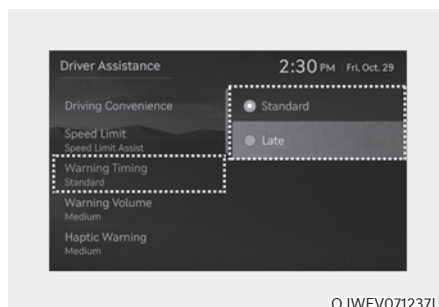 Driver Assistance
2:30 PM Fri, Oct. 29
Driving Convenience
Standard
Speed Limit
Speed Limit Assist
Late
Warning Timing
Standard
Warning Volume
Medium
Haptic Warning
Medium
OJWEV071237L